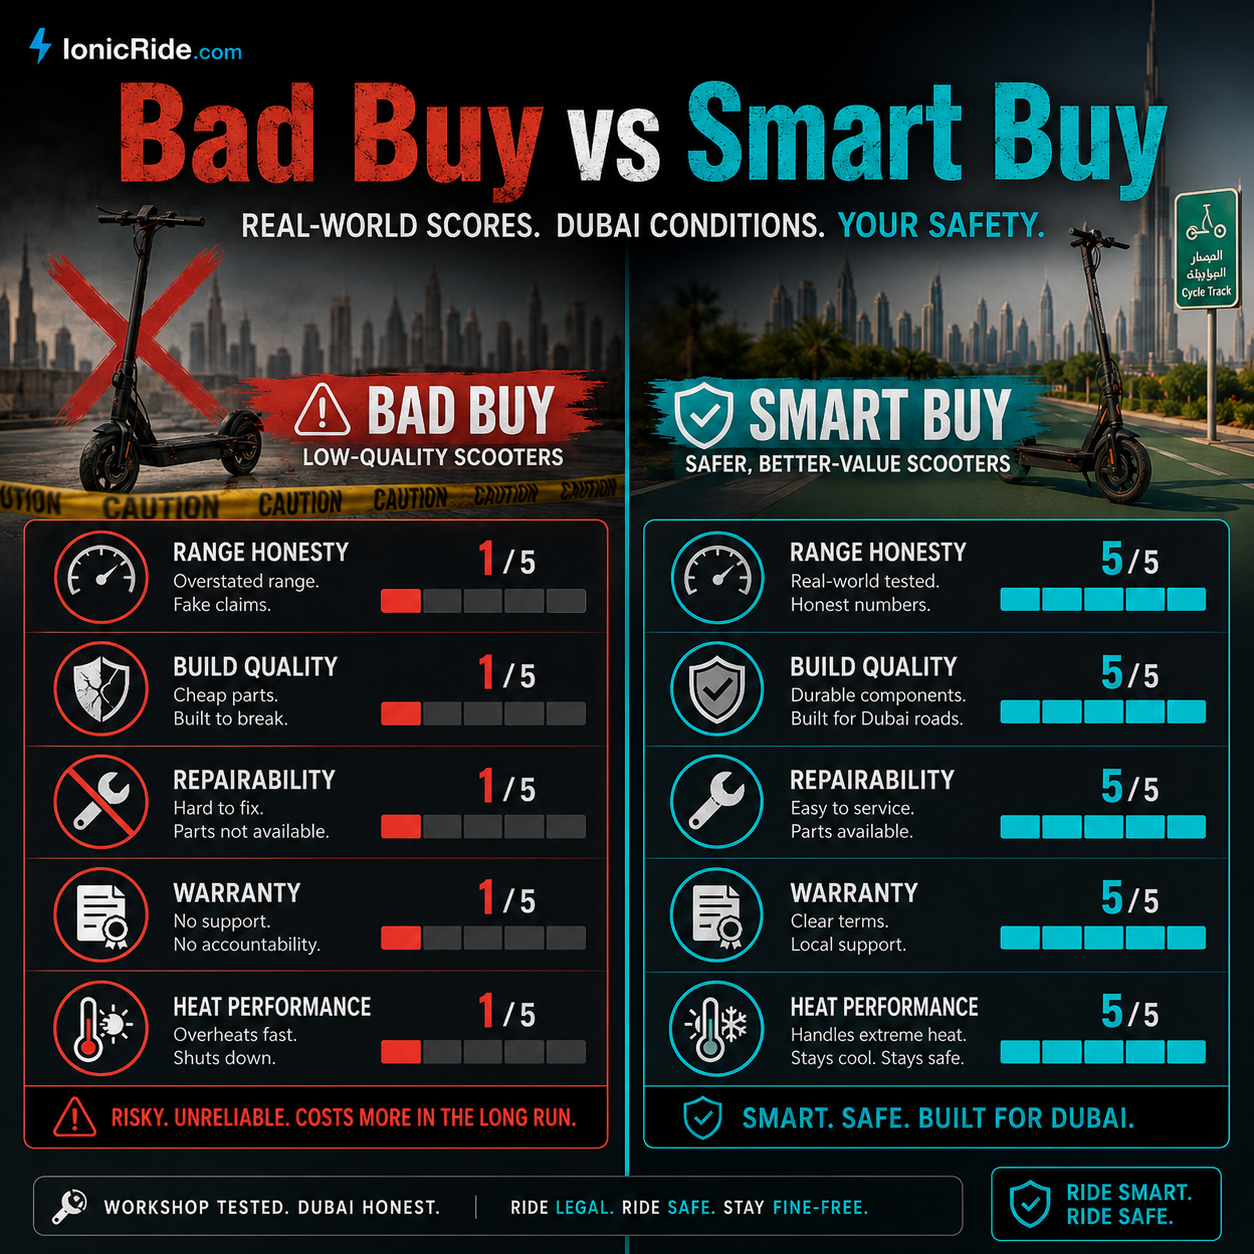 IonicRide.com
Bad Buy vs Smart Buy
REAL-WORLD SCORES. DUBAI CONDITIONS. YOUR SAFETY.
Cycle Track
BAD BUY
LOW-QUALITY SCOOTERS
CAUTION CAUTION CAUTION CAUTION CAUTION
SMART BUY
SAFER, BETTER-VALUE SCOOTERS
RANGE HONESTY
1/5
Overstated range.
Fake claims.
BUILD QUALITY
1/5
Cheap parts.
Built to break.
REPAIRABILITY
1/5
Hard to fix.
Parts not available.
WARRANTY
1/5
No support.
No accountability.
HEAT PERFORMANCE
1/5
Overheats fast.
Shuts down.
RISKY. UNRELIABLE. COSTS MORE IN THE LONG RUN.
RANGE HONESTY
5/5
Real-world tested.
Honest numbers.
BUILD QUALITY
5/5
Durable components.
Built for Dubai roads.
REPAIRABILITY
5/5
Easy to service.
Parts available.
WARRANTY
5/5
Clear terms.
Local support.
HEAT PERFORMANCE
5/5
Handles extreme heat.
Stays cool. Stays safe.
SMART. SAFE. BUILT FOR DUBAI.
WORKSHOP TESTED. DUBAI HONEST.
RIDE LEGAL. RIDE SAFE. STAY FINE-FREE.
RIDE SMART.
RIDE SAFE.